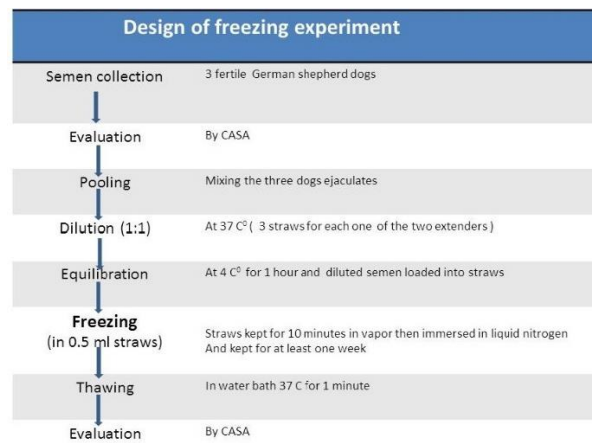 Design of freezing experiment
Semen collection 3 fertile German shepherd dogs
Evaluation By CASA
Pooling Mixing the three dogs ejaculates
Dilution (1:1) At 37 C⁰ ( 3 straws for each one of the two extenders )
Equilibration At 4 C⁰ for 1 hour and diluted semen loaded into straws
Freezing
(in 0.5 ml straws)
Straws kept for 10 minutes in vapor then immersed in liquid nitrogen
And kept for at least one week
Thawing In water bath 37 C for 1 minute
Evaluation By CASA